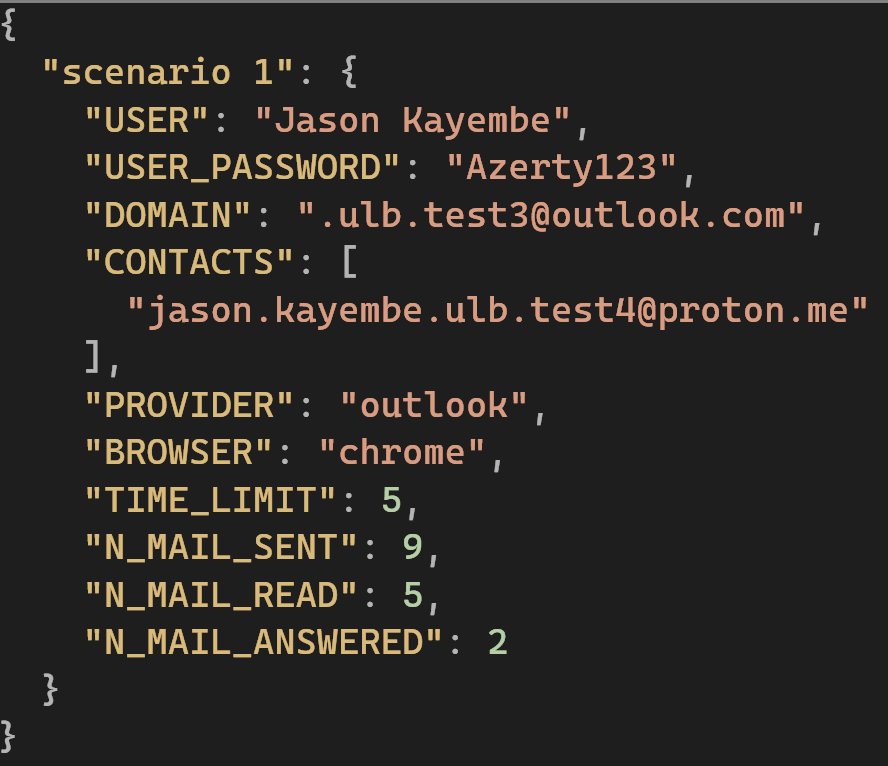 {
"scenario 1": {
"USER": "Jason Kayembe",
"USER_PASSWORD": "Azerty123",
"DOMAIN": ".ulb.test3@outlook.com",
"CONTACTS": [
"jason.kayembe.ulb.test4@proton.me"
],
"PROVIDER": "outlook",
"BROWSER": "chrome",
"TIME_LIMIT": 5,
"N_MAIL_SENT": 9,
"N_MAIL_READ": 5,
"N_MAIL_ANSWERED": 2
}
}